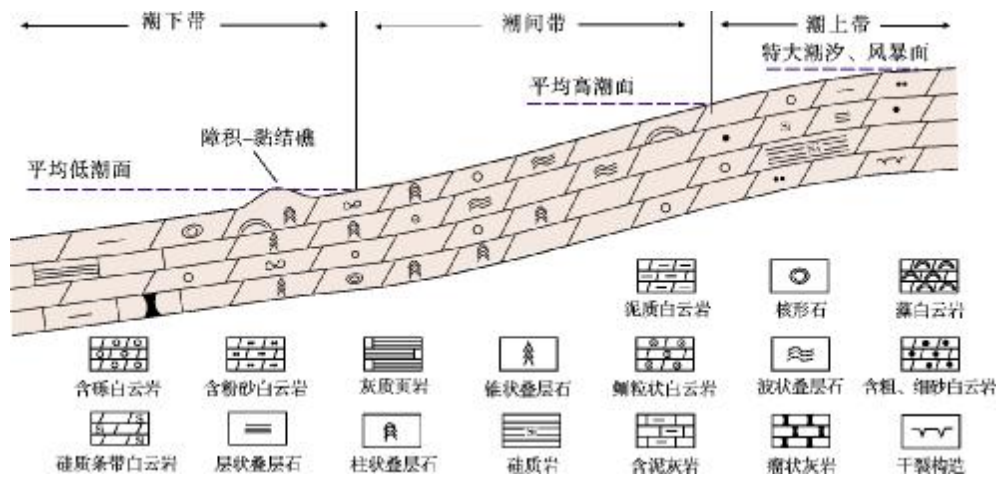 潮下带
潮间带
潮上带
特大潮汐、风暴面
平均高潮面
障积-黏结礁
平均低潮面
泥质白云岩
核形石
藻白云岩
含砾白云岩
含粉砂白云岩
灰质页岩
锥状叠层石
鲕粒状白云岩
波状叠层石
含粗、细砂白云岩
硅质条带白云岩
层状叠层石
柱状叠层石
硅质岩
含泥灰岩
瘤状灰岩
干裂构造